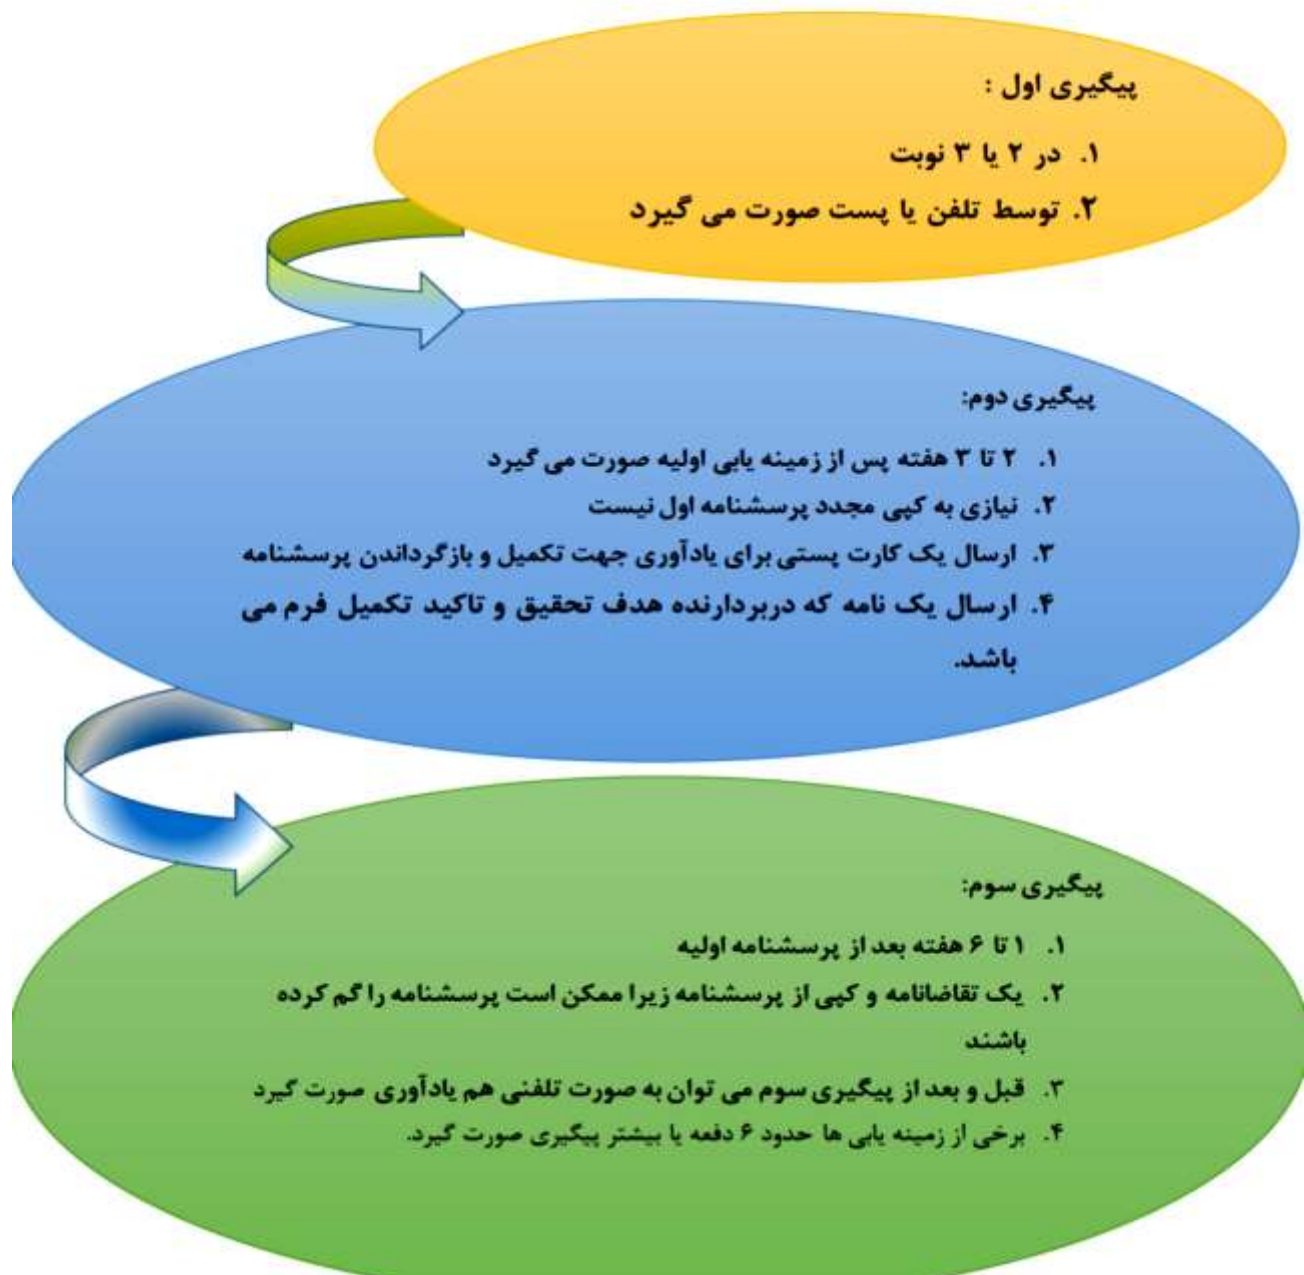 پیگیری اول :
۱. در ۲ یا ۳ نوبت
۲. توسط تلفن یا پست صورت می گیرد
پیگیری دوم:
۱. ۲ تا ۳ هفته پس از زمینه یابی اولیه صورت می گیرد
۲. نیازی به کپی مجدد پرسشنامه اول نیست
۳. ارسال یک کارت پستی برای یادآوری جهت تکمیل و بازگرداندن پرسشنامه
۴. ارسال یک نامه که دربردارنده هدف تحقیق و تاکید تکمیل فرم می
باشد.
پیگیری سوم:
۱. ۱ تا ۶ هفته بعد از پرسشنامه اولیه
۲. یک تقاضانامه و کپی از پرسشنامه زیرا ممکن است پرسشنامه را گم کرده
باشند
۳. قبل و بعد از پیگیری سوم می توان به صورت تلفنی هم یادآوری صورت گیرد
۴. برخی از زمینه یابی ها حدود ۶ دفعه یا بیشتر پیگیری صورت گیرد.